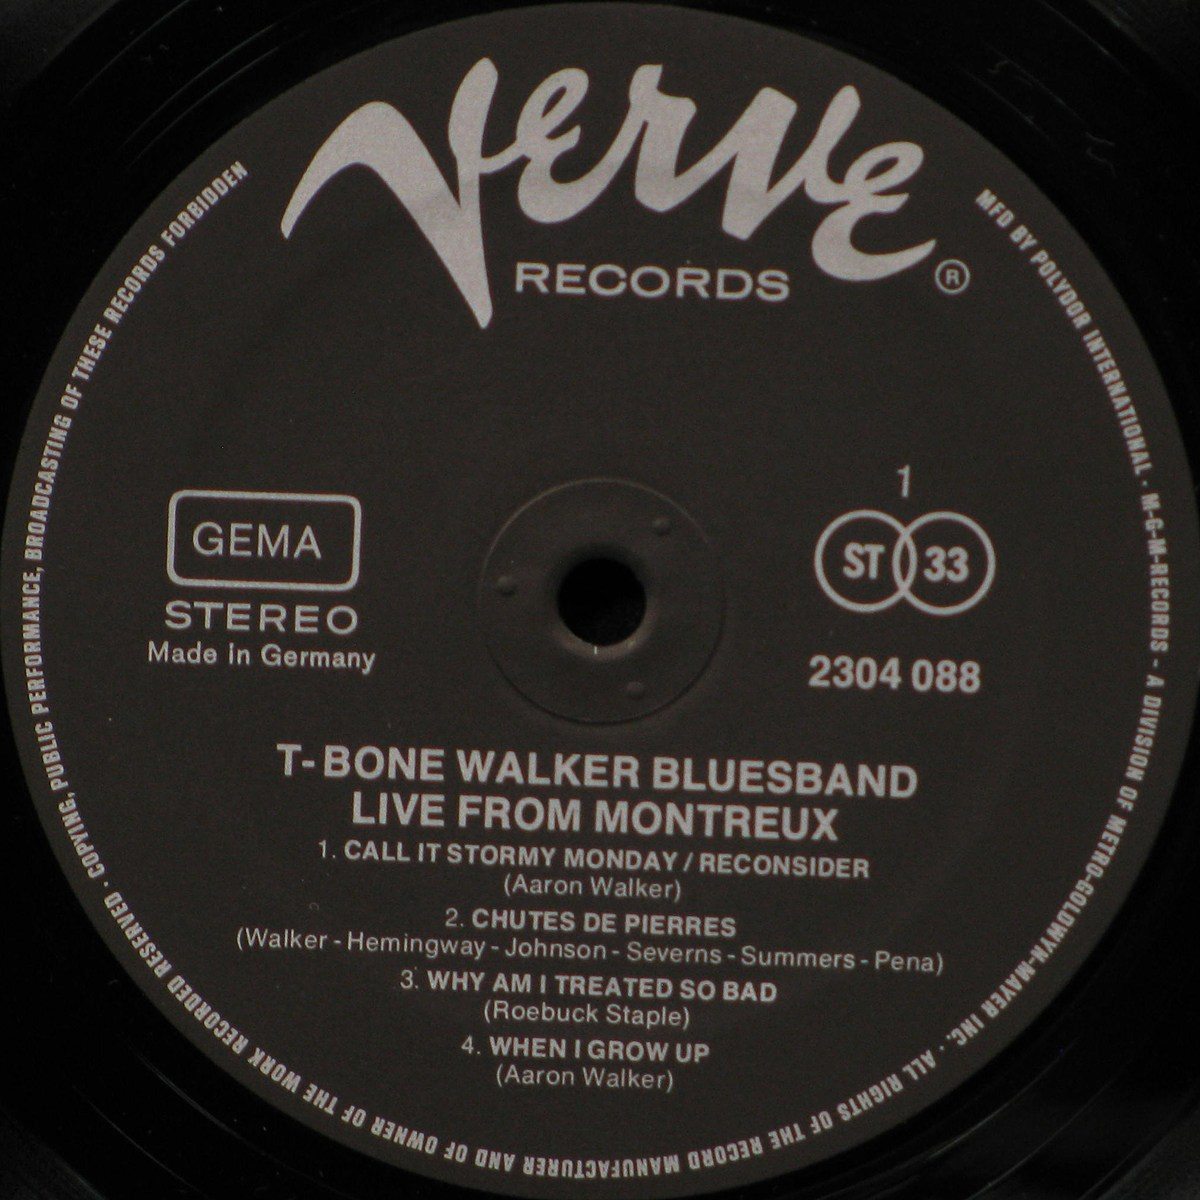 Verve
RECORDS
®
GEMA
STEREO
Made in Germany
1
ST 33
2304 088
T-BONE WALKER BLUESBAND
LIVE FROM MONTREUX
1. CALL IT STORMY MONDAY / RECONSIDER
(Aaron Walker)
2. CHUTES DE PIERRES
(Walker - Hemingway - Johnson - Severns - Summers - Pena)
3. WHY AM I TREATED SO BAD
(Roebuck Staple)
4. WHEN I GROW UP
(Aaron Walker)
MFD BY POLYDOR INTERNATIONAL · M-G-M-RECORDS - A DIVISION OF METRO-GOLDWYN-MAYER INC. · ALL RIGHTS OF THE RECORD MANUFACTURER AND OF OWNER OF THE WORK RECORDED RESERVED · COPYING, PUBLIC PERFORMANCE, BROADCASTING OF THESE RECORDS FORBIDDEN